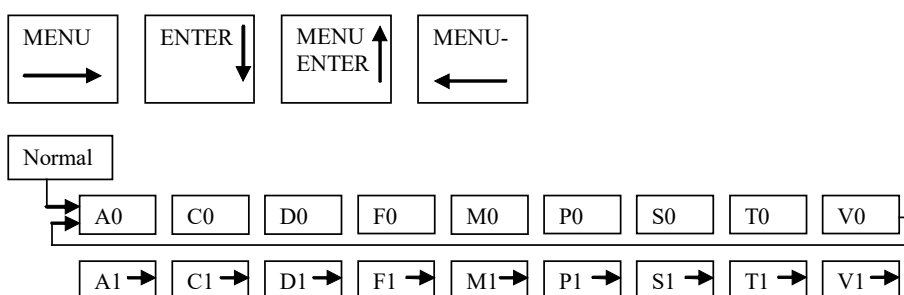 MENU ENTER MENU MENU-
ENTER
Normal
A0 C0 D0 F0 M0 P0 S0 T0 V0
A1 C1 D1 F1 M1 P1 S1 T1 V1